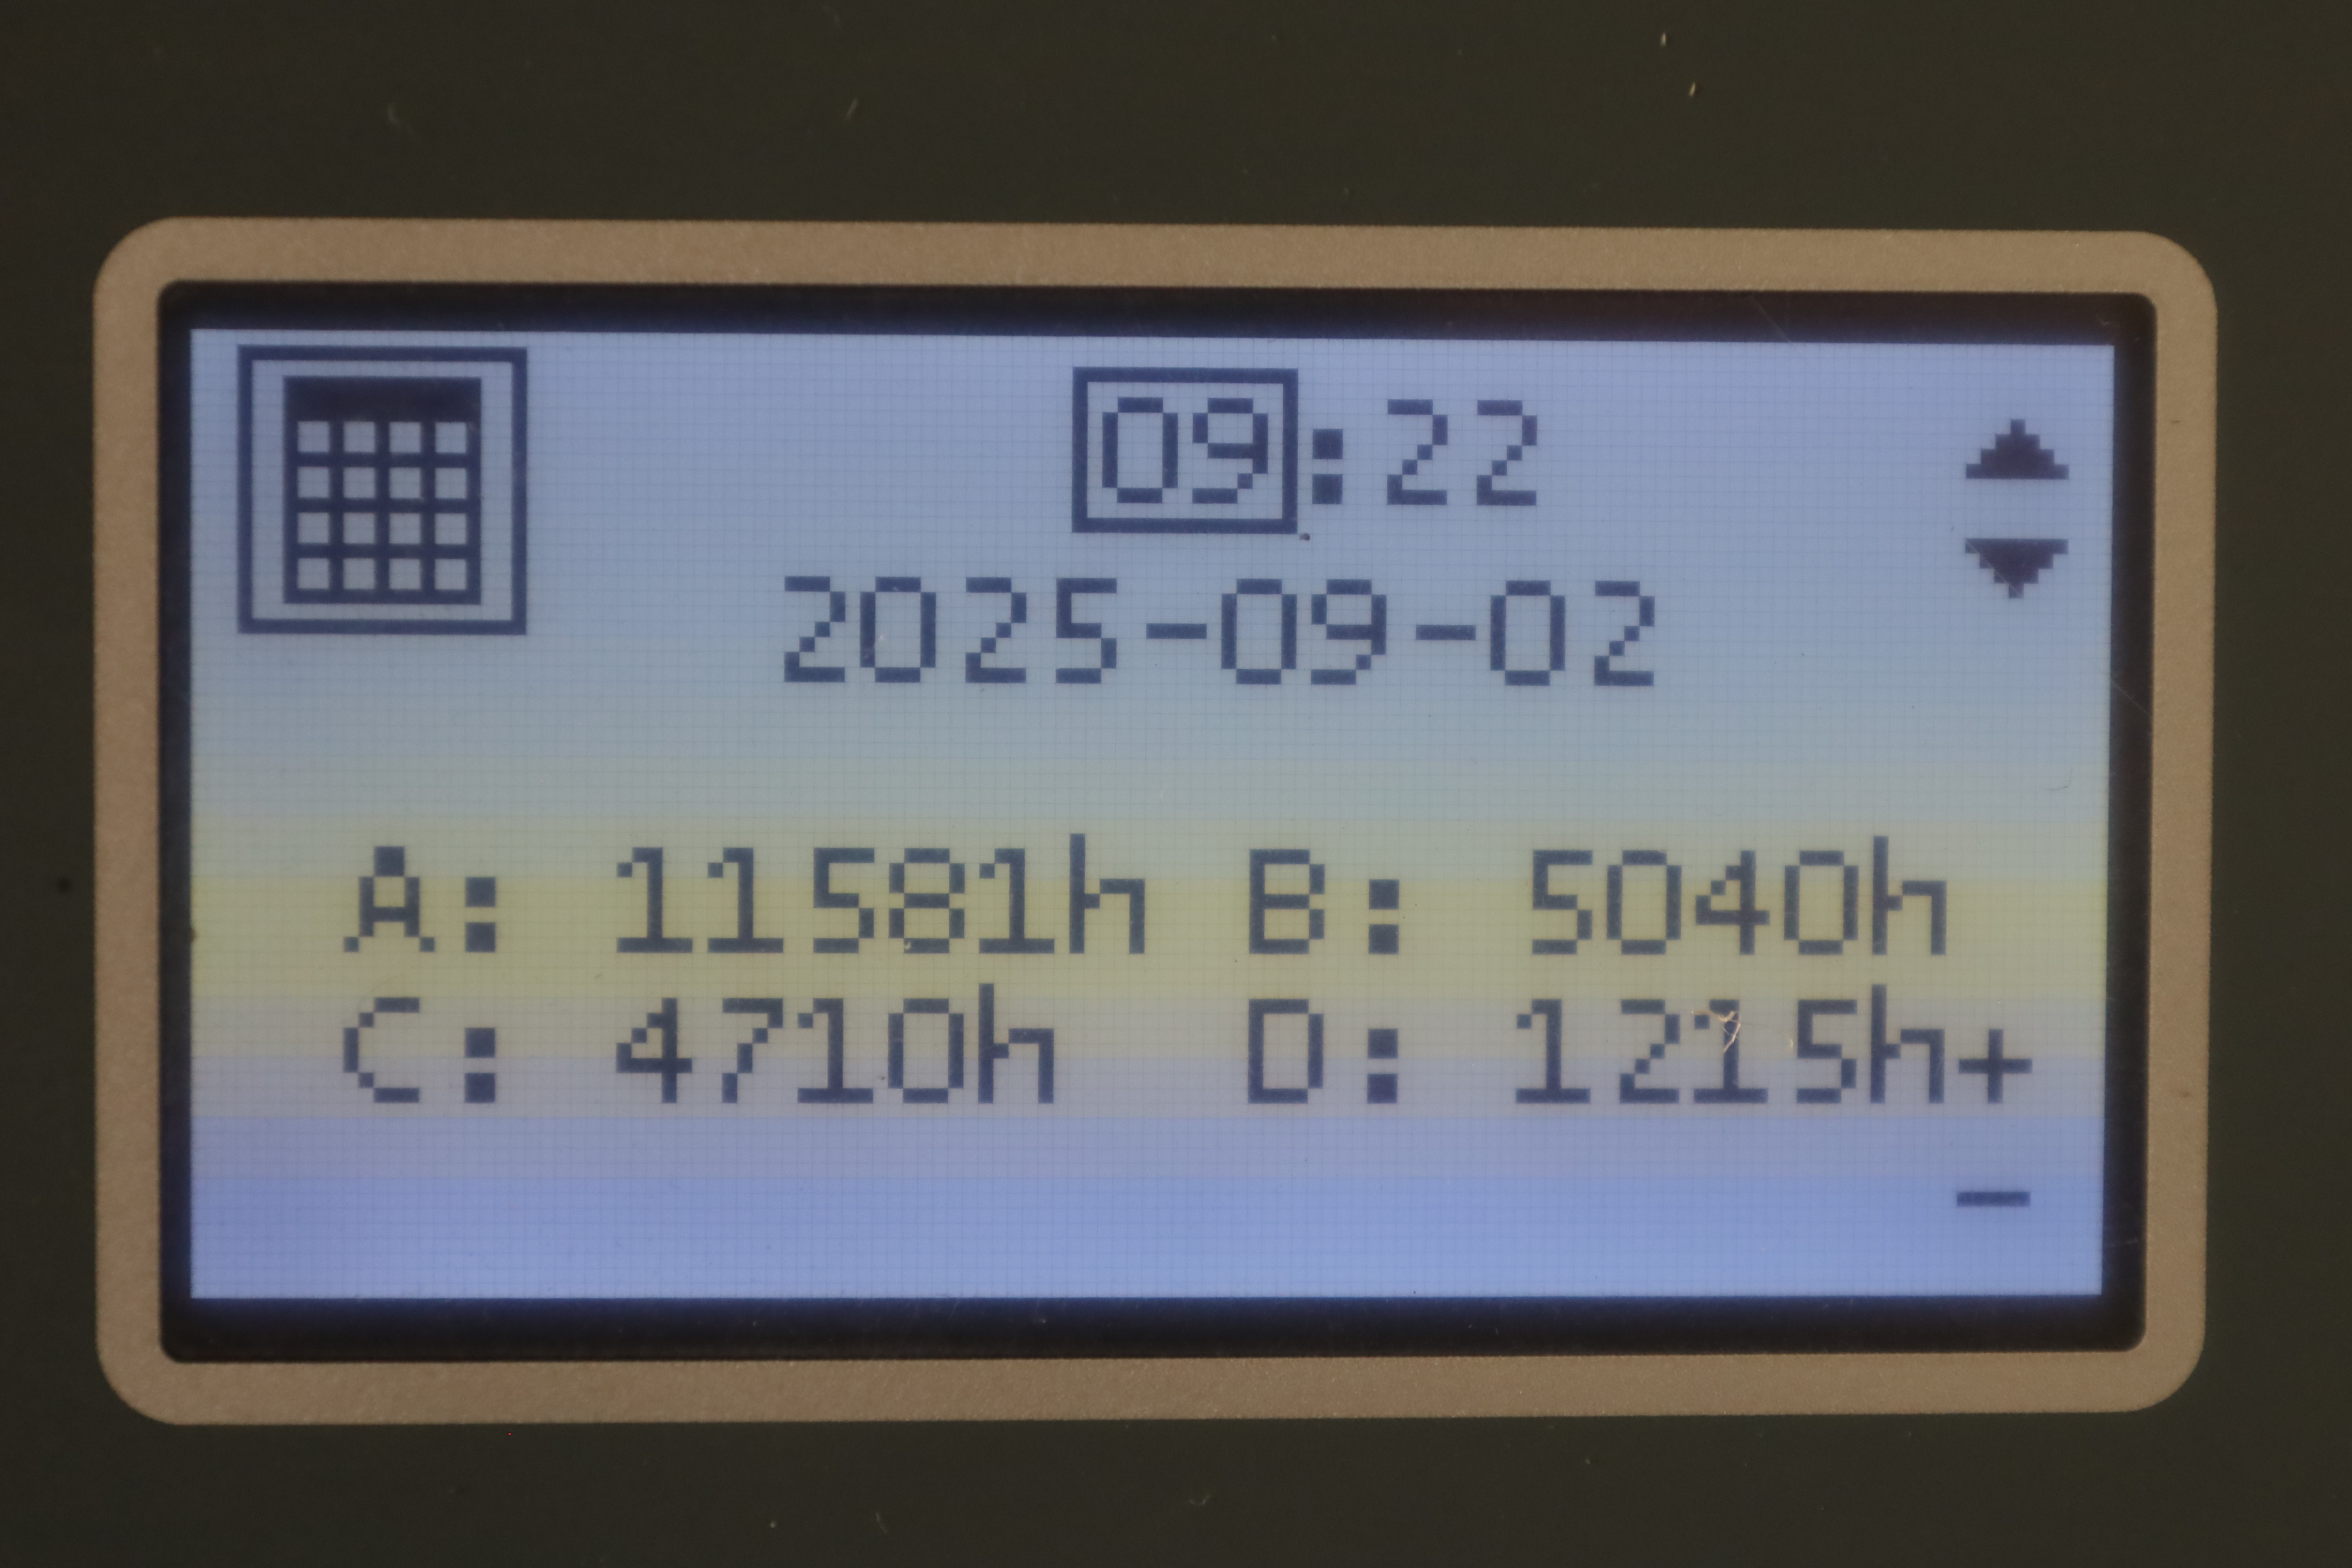 09:22
2025-09-02
A: 11581h B: 5040h
C: 4710h D: 1215h+
-